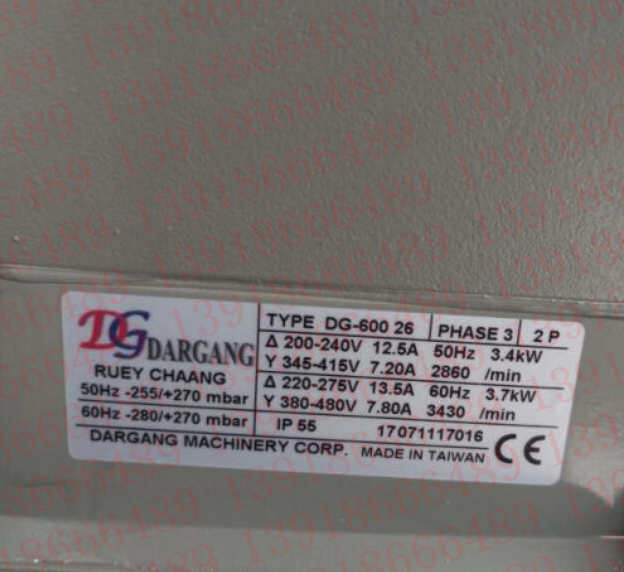 DG DARGANG
RUEY CHAANG
50Hz -255/+270 mbar
60Hz -280/+270 mbar
TYPE DG-600 26 PHASE 3 2 P
Δ 200-240V 12.5A 50Hz 3.4kW
Y 345-415V 7.20A 2860 /min
Δ 220-275V 13.5A 60Hz 3.7kW
Y 380-480V 7.80A 3430 /min
IP 55 17071117016
DARGANG MACHINERY CORP. MADE IN TAIWAN CE
13918666489